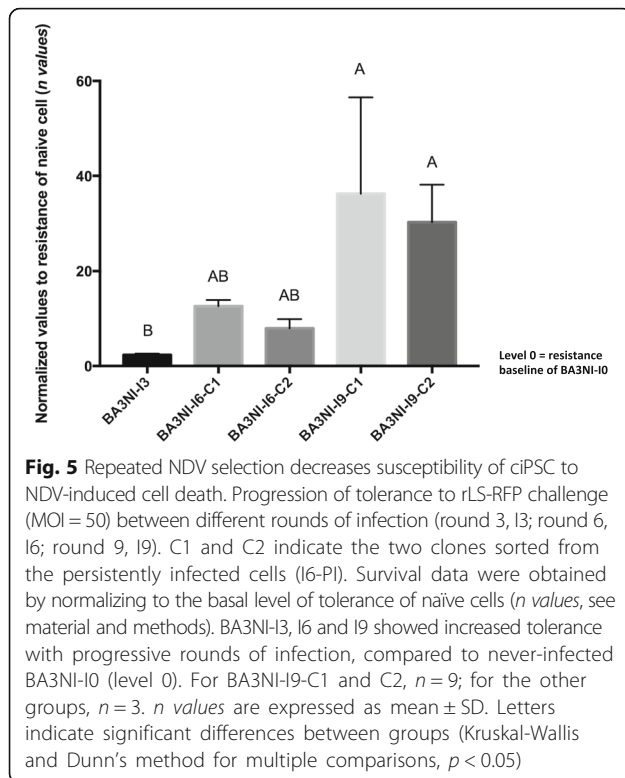 Normalized values to resistance of naive cell (n values)
60
40
20
0
B
AB
AB
A
A
BA3NI-I3
BA3NI-I6-C1
BA3NI-I6-C2
BA3NI-I9-C1
BA3NI-I9-C2
Level 0 = resistance
baseline of BA3NI-I0
Fig. 5 Repeated NDV selection decreases susceptibility of ciPSC to
NDV-induced cell death. Progression of tolerance to rLS-RFP challenge
(MOI = 50) between different rounds of infection (round 3, I3; round 6,
I6; round 9, I9). C1 and C2 indicate the two clones sorted from
the persistently infected cells (I6-PI). Survival data were obtained
by normalizing to the basal level of tolerance of naïve cells (n values, see
material and methods). BA3NI-I3, I6 and I9 showed increased tolerance
with progressive rounds of infection, compared to never-infected
BA3NI-I0 (level 0). For BA3NI-I9-C1 and C2, n = 9; for the other
groups, n = 3. n values are expressed as mean ± SD. Letters
indicate significant differences between groups (Kruskal-Wallis
and Dunn's method for multiple comparisons, p < 0.05)